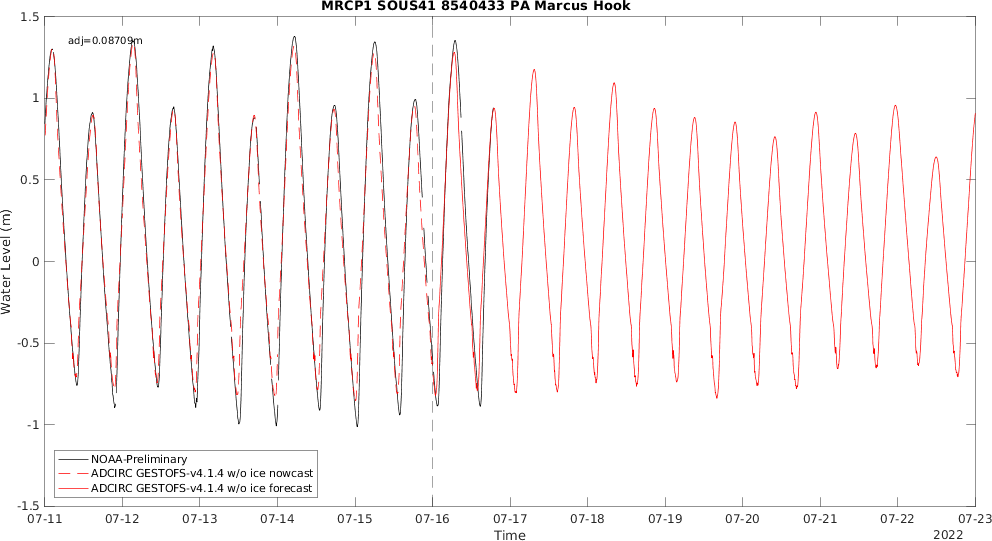 MRCP1 SOUS41 8540433 PA Marcus Hook
adj=0.08709m
1.5
1
0.5
0
-0.5
-1
-1.5
Water Level (m)
NOAA-Preliminary
ADCIRC GESTOFS-v4.1.4 w/o ice nowcast
ADCIRC GESTOFS-v4.1.4 w/o ice forecast
07-11 07-12 07-13 07-14 07-15 07-16 07-17 07-18 07-19 07-20 07-21 07-22 07-23
Time
2022